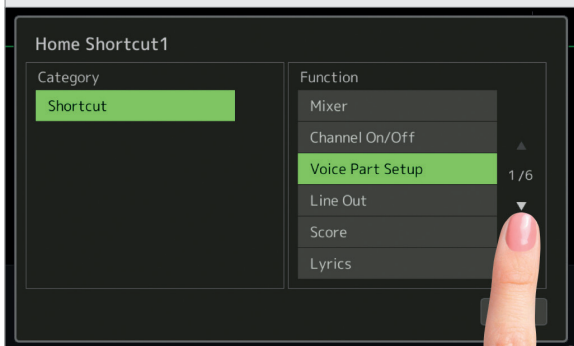 Home Shortcut1
Category
Shortcut
Function
Mixer
Channel On/Off
Voice Part Setup
Line Out
Score
Lyrics
1/6